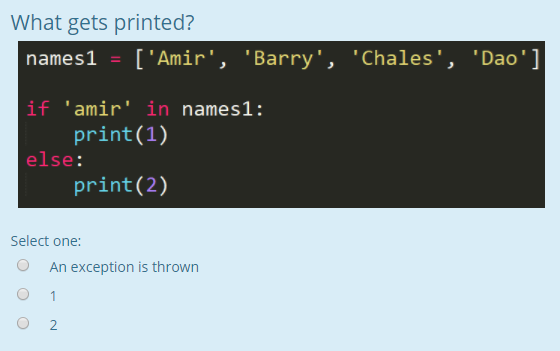 What gets printed?
names1 = ['Amir', 'Barry', 'Chales', 'Dao']
if 'amir' in names1:
    print(1)
else:
    print(2)
Select one:
An exception is thrown
1
2